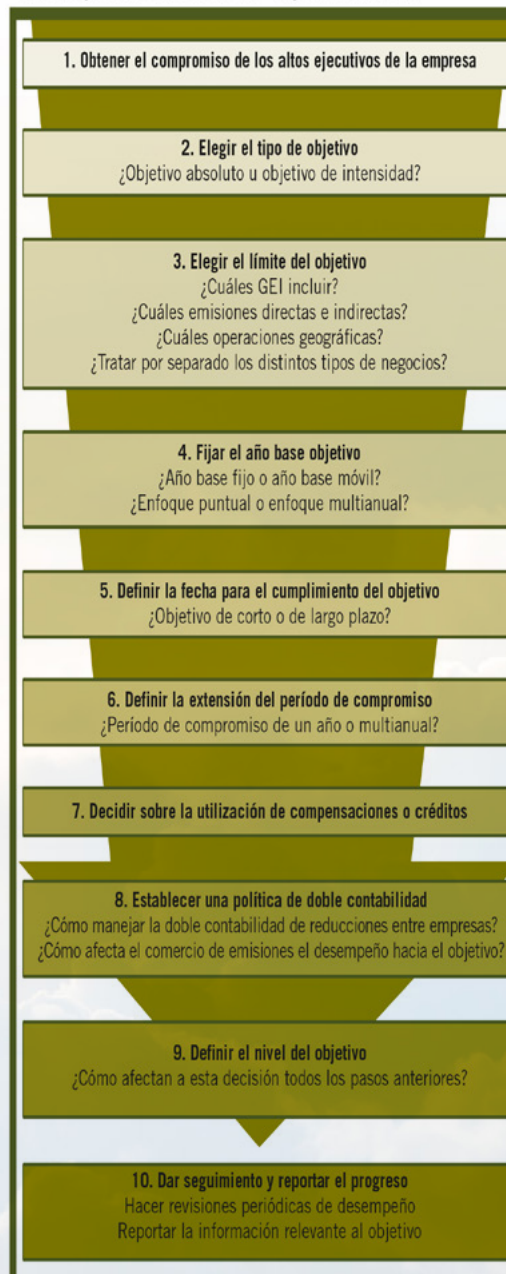 1. Obtener el compromiso de los altos ejecutivos de la empresa
2. Elegir el tipo de objetivo
¿Objetivo absoluto u objetivo de intensidad?
3. Elegir el límite del objetivo
¿Cuáles GEI incluir?
¿Cuáles emisiones directas e indirectas?
¿Cuáles operaciones geográficas?
¿Tratar por separado los distintos tipos de negocios?
4. Fijar el año base objetivo
¿Año base fijo o año base móvil?
¿Enfoque puntual o enfoque multianual?
5. Definir la fecha para el cumplimiento del objetivo
¿Objetivo de corto o de largo plazo?
6. Definir la extensión del período de compromiso
¿Período de compromiso de un año o multianual?
7. Decidir sobre la utilización de compensaciones o créditos
8. Establecer una política de doble contabilidad
¿Cómo manejar la doble contabilidad de reducciones entre empresas?
¿Cómo afecta el comercio de emisiones el desempeño hacia el objetivo?
9. Definir el nivel del objetivo
¿Cómo afectan a esta decisión todos los pasos anteriores?
10. Dar seguimiento y reportar el progreso
Hacer revisiones periódicas de desempeño
Reportar la información relevante al objetivo